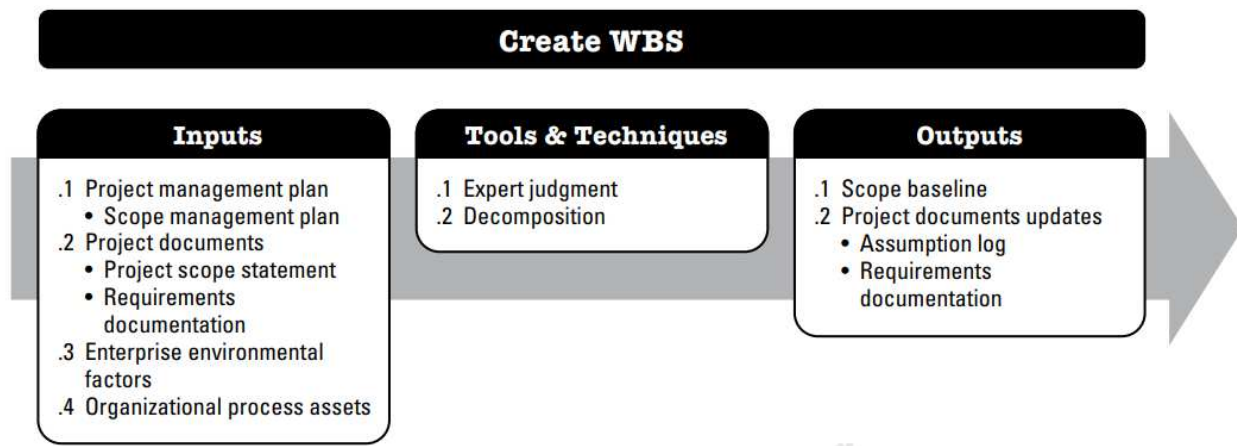 Create WBS
Inputs
.1 Project management plan
• Scope management plan
.2 Project documents
• Project scope statement
• Requirements
documentation
.3 Enterprise environmental
factors
.4 Organizational process assets
Tools & Techniques
.1 Expert judgment
.2 Decomposition
Outputs
.1 Scope baseline
.2 Project documents updates
• Assumption log
• Requirements
documentation